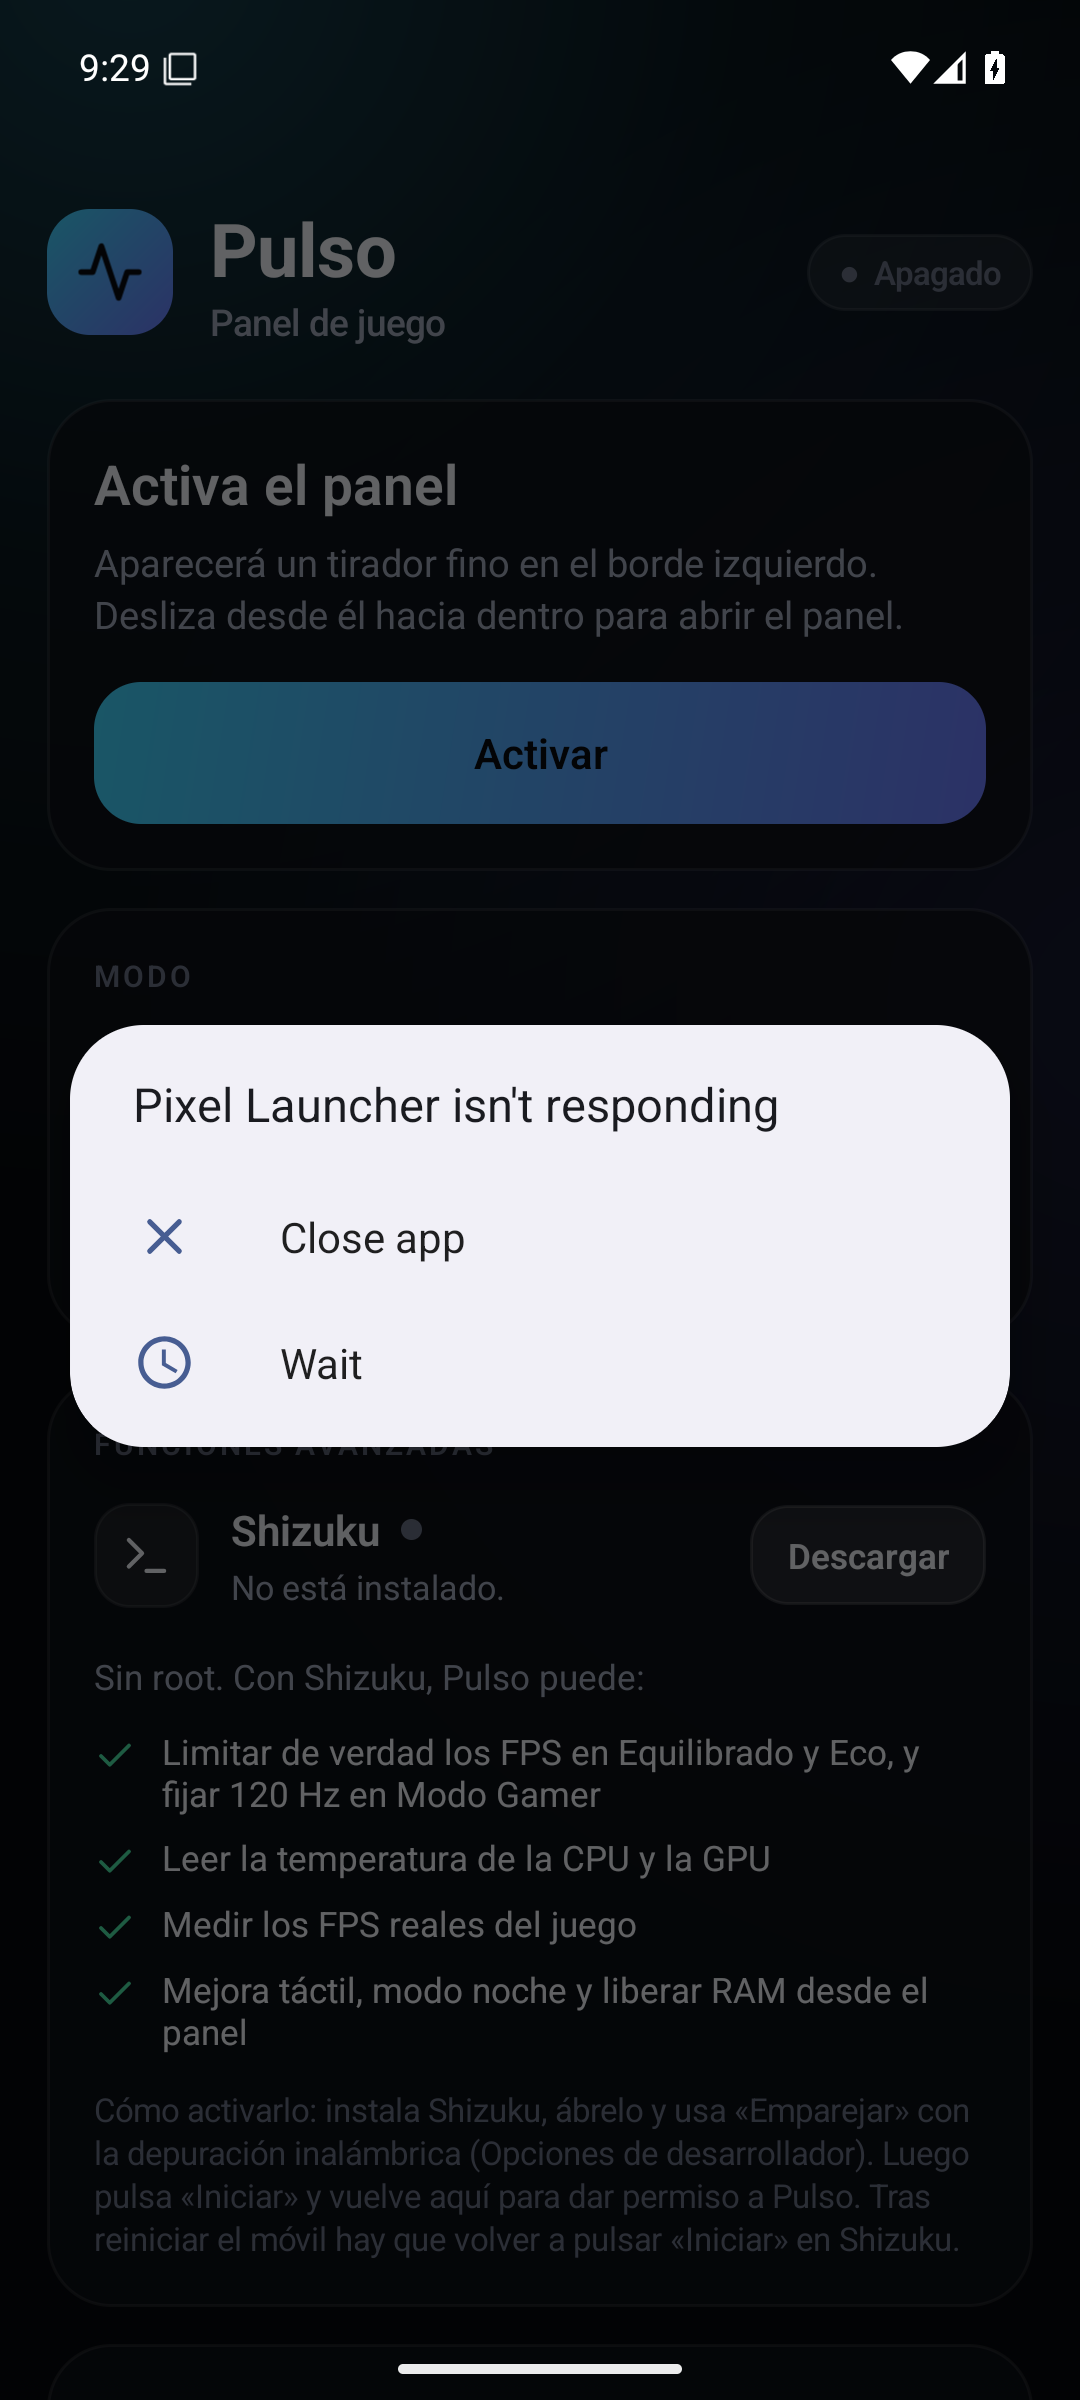 9:29
Pulso
Panel de juego
Apagado
Activa el panel
Aparecerá un tirador fino en el borde izquierdo.
Desliza desde él hacia dentro para abrir el panel.
Activar
MODO
Pixel Launcher isn't responding
Close app
Wait
FUNCIONES AVANZADAS
Shizuku
No está instalado.
Descargar
Sin root. Con Shizuku, Pulso puede:
Limitar de verdad los FPS en Equilibrado y Eco, y
fijar 120 Hz en Modo Gamer
Leer la temperatura de la CPU y la GPU
Medir los FPS reales del juego
Mejora táctil, modo noche y liberar RAM desde el
panel
Cómo activarlo: instala Shizuku, ábrelo y usa «Emparejar» con
la depuración inalámbrica (Opciones de desarrollador). Luego
pulsa «Iniciar» y vuelve aquí para dar permiso a Pulso. Tras
reiniciar el móvil hay que volver a pulsar «Iniciar» en Shizuku.